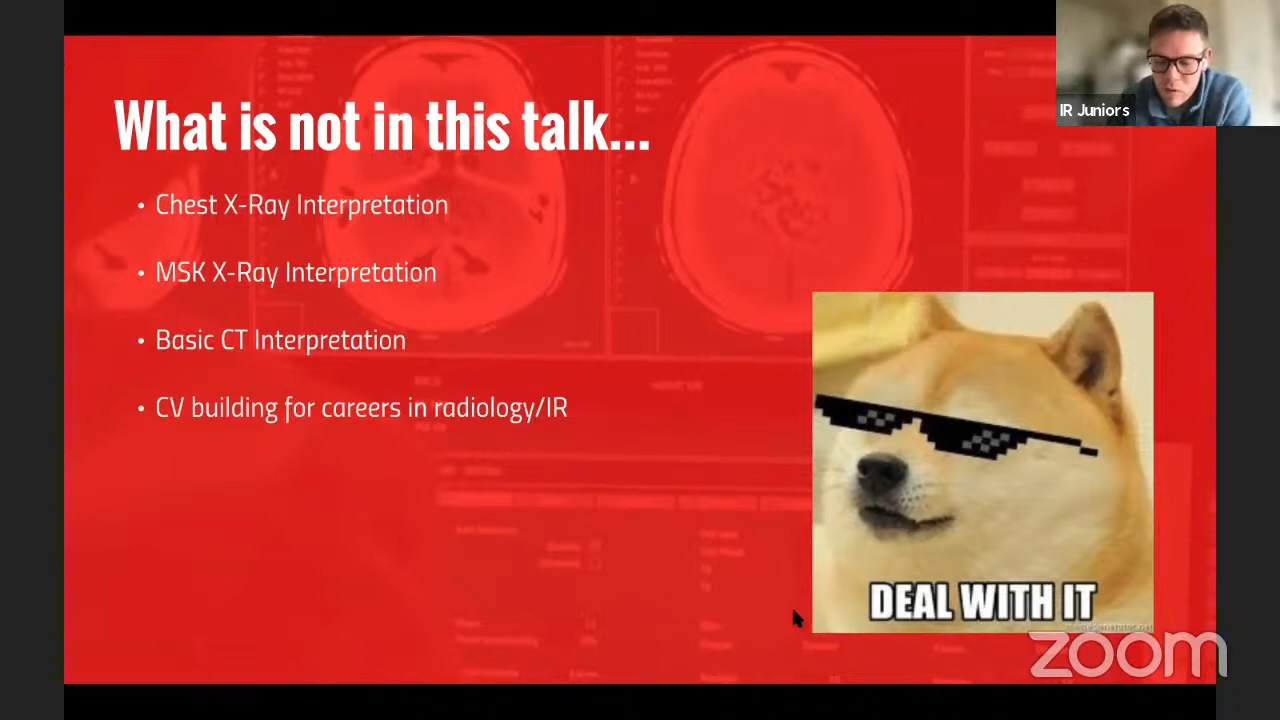 What is not in this talk...
• Chest X-Ray Interpretation
• MSK X-Ray Interpretation
• Basic CT Interpretation
• CV building for careers in radiology/IR
IR Juniors
DEAL WITH IT
zoom